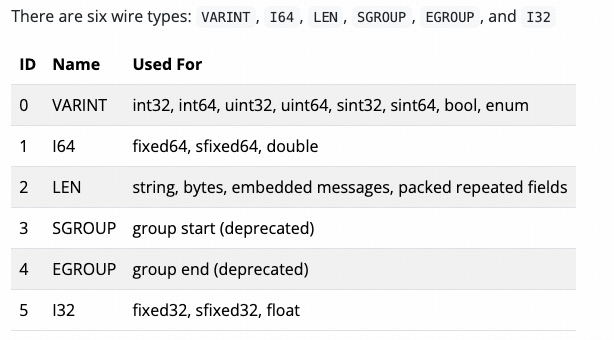 There are six wire types: VARINT, I64, LEN, SGROUP, EGROUP, and I32
ID Name Used For
0 VARINT int32, int64, uint32, uint64, sint32, sint64, bool, enum
1 I64 fixed64, sfixed64, double
2 LEN string, bytes, embedded messages, packed repeated fields
3 SGROUP group start (deprecated)
4 EGROUP group end (deprecated)
5 I32 fixed32, sfixed32, float